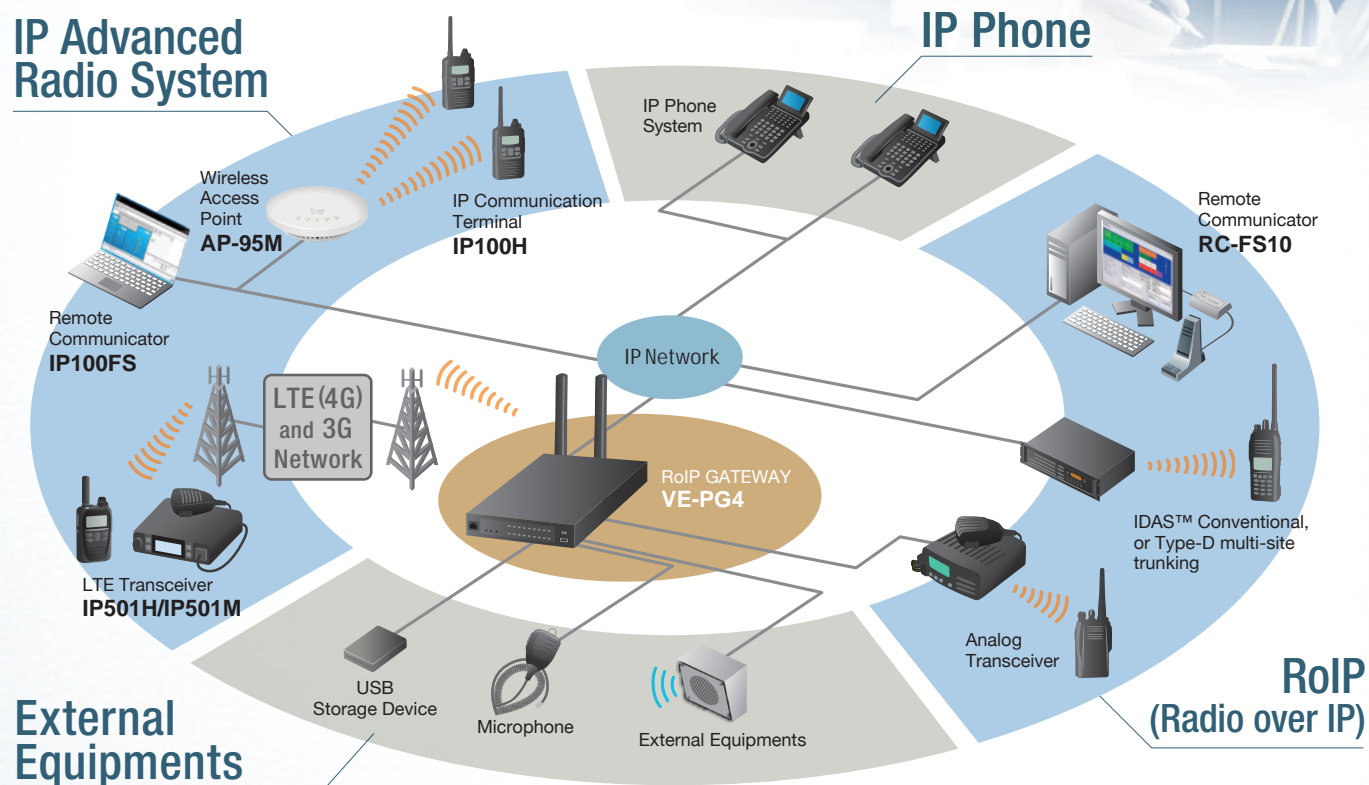 IP Advanced
Radio System
IP Phone
IP Phone
System
Wireless
Access
Point
AP-95M
IP Communication
Terminal
IP100H
Remote
Communicator
RC-FS10
Remote
Communicator
IP100FS
IP Network
LTE (4G)
and 3G
Network
RoIP GATEWAY
VE-PG4
IDAS™ Conventional,
or Type-D multi-site
trunking
LTE Transceiver
IP501H/IP501M
Analog
Transceiver
USB
Storage Device
Microphone
External Equipments
RoIP
(Radio over IP)
External
Equipments